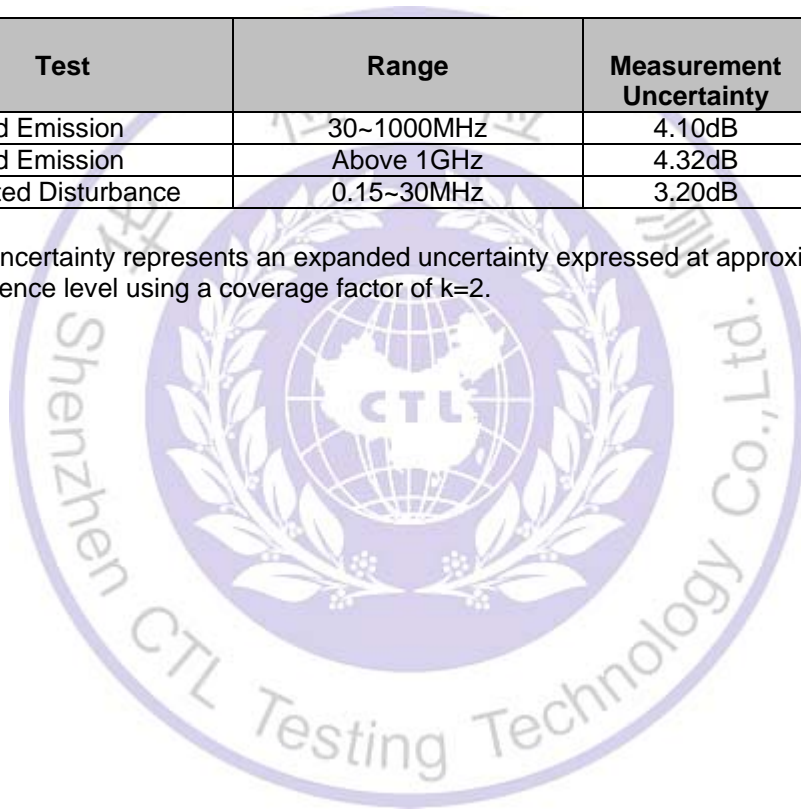 Test Range Measurement
Uncertainty
d Emission 30~1000MHz 4.10dB
d Emission Above 1GHz 4.32dB
ted Disturbance 0.15~30MHz 3.20dB
ncertainty represents an expanded uncertainty expressed at approxi
ence level using a coverage factor of k=2.
CTL
Shenzhen CTL Testing Technology Co.,Ltd.